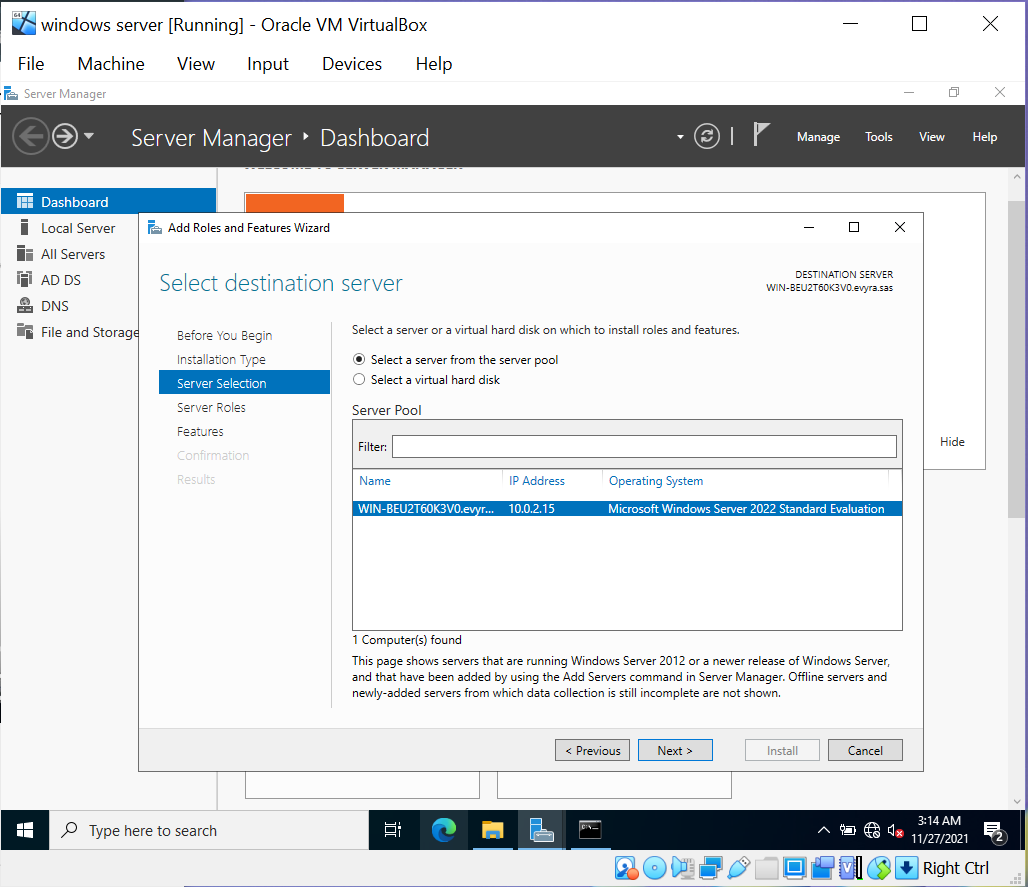 windows server [Running] - Oracle VM VirtualBox
File Machine View Input Devices Help
Server Manager
Server Manager Dashboard
Manage Tools View Help
WELCOME TO SERVER MANAGER
Dashboard
Local Server
All Servers
AD DS
DNS
File and Storage
Hide
Add Roles and Features Wizard
Select destination server
DESTINATION SERVER
WIN-BEU2T60K3V0.evyra.sas
Before You Begin
Installation Type
Server Selection
Server Roles
Features
Confirmation
Results
Select a server or a virtual hard disk on which to install roles and features.
Select a server from the server pool
Select a virtual hard disk
Server Pool
Filter:
Name IP Address Operating System
WIN-BEU2T60K3V0.evyr... 10.0.2.15 Microsoft Windows Server 2022 Standard Evaluation
1 Computer(s) found
This page shows servers that are running Windows Server 2012 or a newer release of Windows Server,
and that have been added by using the Add Servers command in Server Manager. Offline servers and
newly-added servers from which data collection is still incomplete are not shown.
< Previous Next > Install Cancel
Type here to search
3:14 AM
11/27/2021
2
Right Ctrl